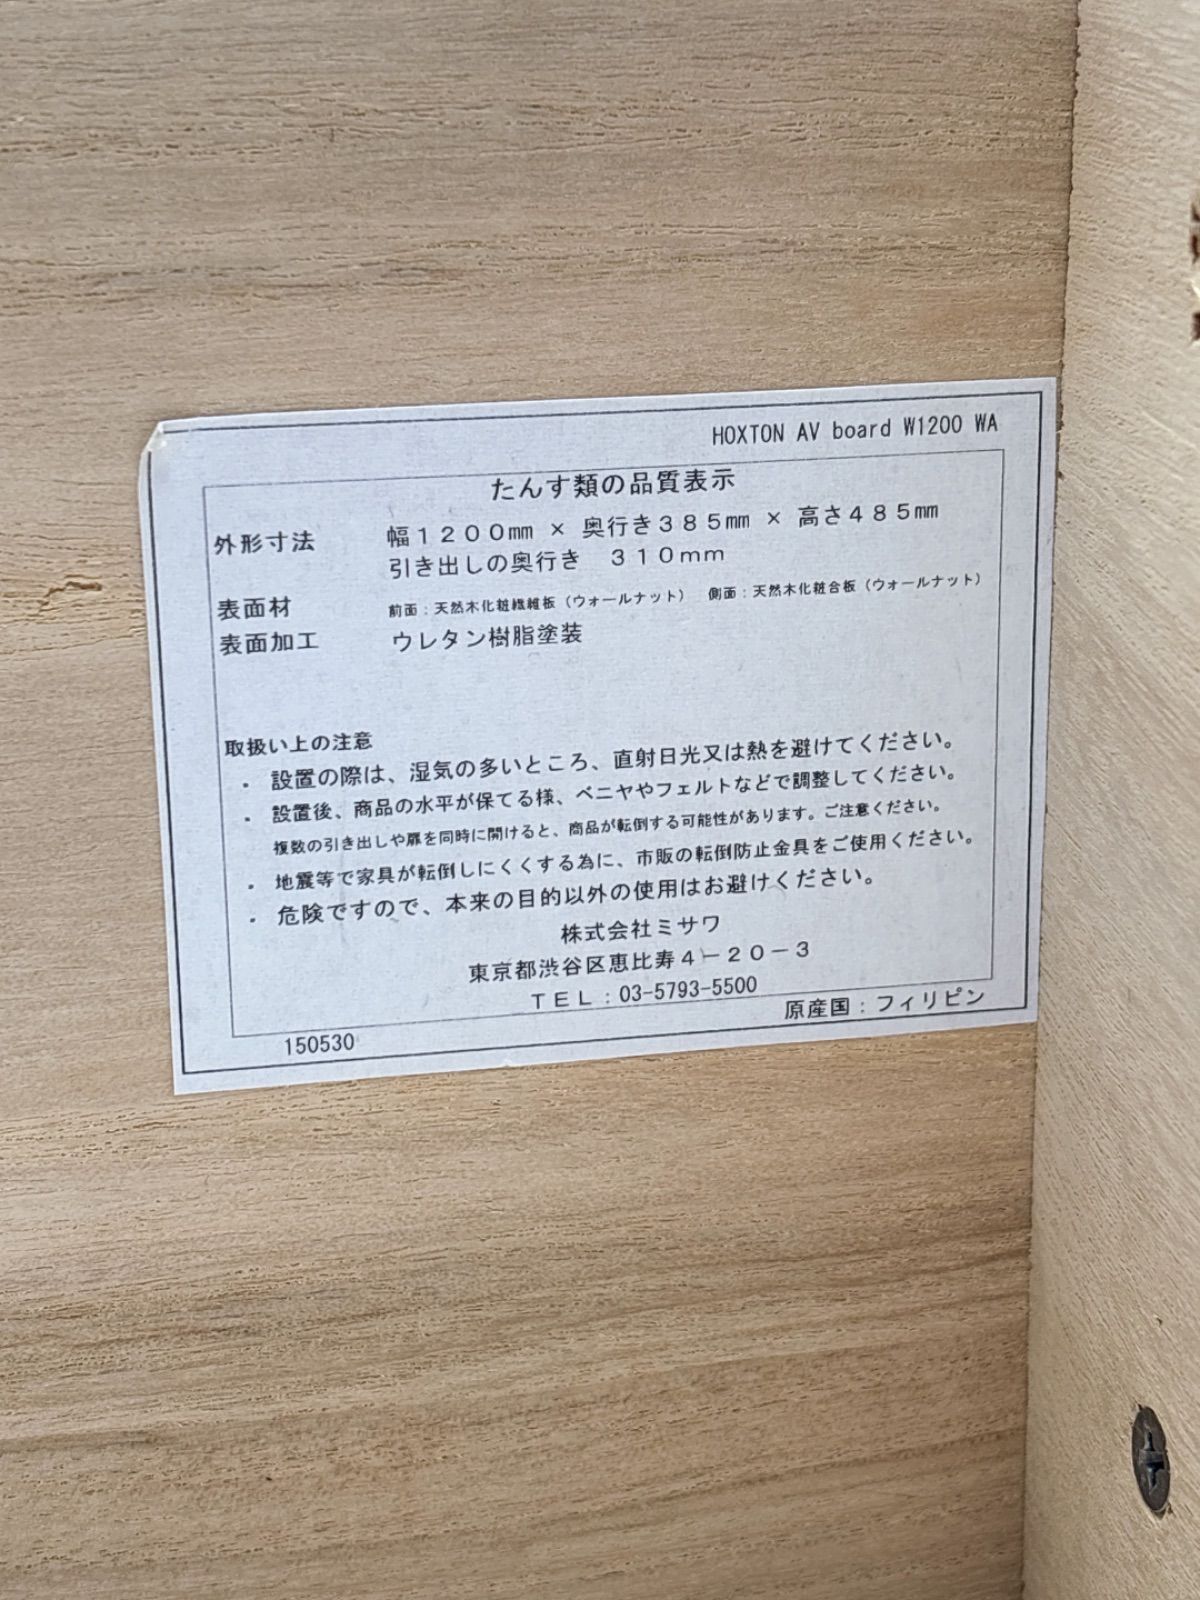 HOXTON AV board W1200 WA
たんす類の品質表示
外形寸法 幅１２００㎜ × 奥行き３８５㎜ × 高さ４８５㎜
引き出しの奥行き ３１０ｍｍ
表面材 前面：天然木化粧繊維板（ウォールナット） 側面：天然木化粧合板（ウォールナット）
表面加工 ウレタン樹脂塗装
取扱い上の注意
・ 設置の際は、湿気の多いところ、直射日光又は熱を避けてください。
・ 設置後、商品の水平が保てる様、ベニヤやフェルトなどで調整してください。
複数の引き出しや扉を同時に開けると、商品が転倒する可能性があります。ご注意ください。
・ 地震等で家具が転倒しにくくする為に、市販の転倒防止金具をご使用ください。
・ 危険ですので、本来の目的以外の使用はお避けください。
株式会社ミサワ
東京都渋谷区恵比寿４－２０－３
ＴＥＬ：03-5793-5500
原産国：フィリピン
150530